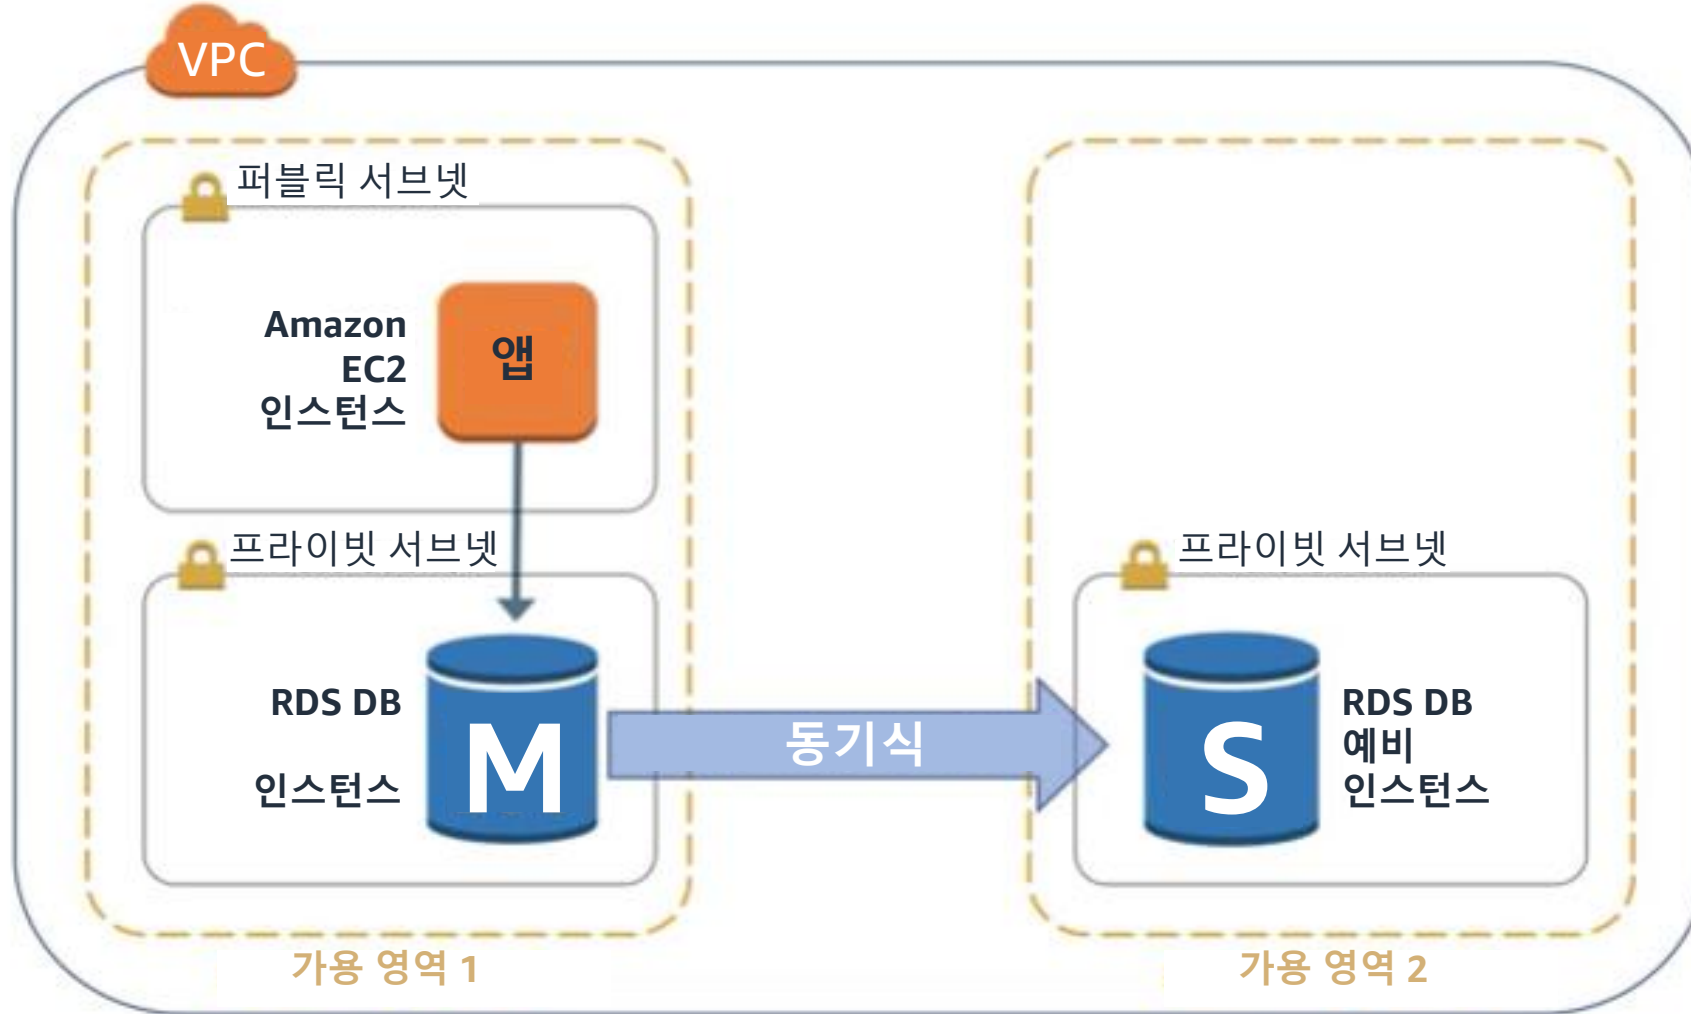 VPC
퍼블릭 서브넷
Amazon
EC2
인스턴스
앱
프라이빗 서브넷
RDS DB
인스턴스
M
동기식
프라이빗 서브넷
S
RDS DB
예비
인스턴스
가용 영역 1
가용 영역 2